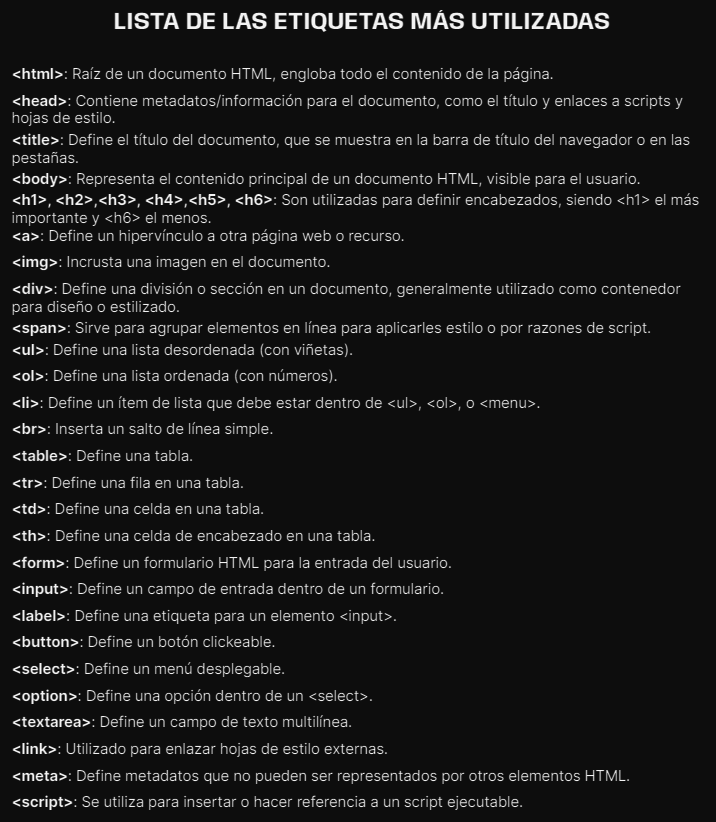 LISTA DE LAS ETIQUETAS MÁS UTILIZADAS
<html>: Raíz de un documento HTML, engloba todo el contenido de la página.
<head>: Contiene metadatos/información para el documento, como el título y enlaces a scripts y
hojas de estilo.
<title>: Define el título del documento, que se muestra en la barra de título del navegador o en las
pestañas.
<body>: Representa el contenido principal de un documento HTML, visible para el usuario.
<h1>, <h2>,<h3>, <h4>,<h5>, <h6>: Son utilizadas para definir encabezados, siendo <h1> el más
importante y <h6> el menos.
<a>: Define un hipervínculo a otra página web o recurso.
<img>: Incrusta una imagen en el documento.
<div>: Define una división o sección en un documento, generalmente utilizado como contenedor
para diseño o estilizado.
<span>: Sirve para agrupar elementos en línea para aplicarles estilo o por razones de script.
<ul>: Define una lista desordenada (con viñetas).
<ol>: Define una lista ordenada (con números).
<li>: Define un ítem de lista que debe estar dentro de <ul>, <ol>, o <menu>.
<br>: Inserta un salto de línea simple.
<table>: Define una tabla.
<tr>: Define una fila en una tabla.
<td>: Define una celda en una tabla.
<th>: Define una celda de encabezado en una tabla.
<form>: Define un formulario HTML para la entrada del usuario.
<input>: Define un campo de entrada dentro de un formulario.
<label>: Define una etiqueta para un elemento <input>.
<button>: Define un botón clickeable.
<select>: Define un menú desplegable.
<option>: Define una opción dentro de un <select>.
<textarea>: Define un campo de texto multilínea.
<link>: Utilizado para enlazar hojas de estilo externas.
<meta>: Define metadatos que no pueden ser representados por otros elementos HTML.
<script>: Se utiliza para insertar o hacer referencia a un script ejecutable.